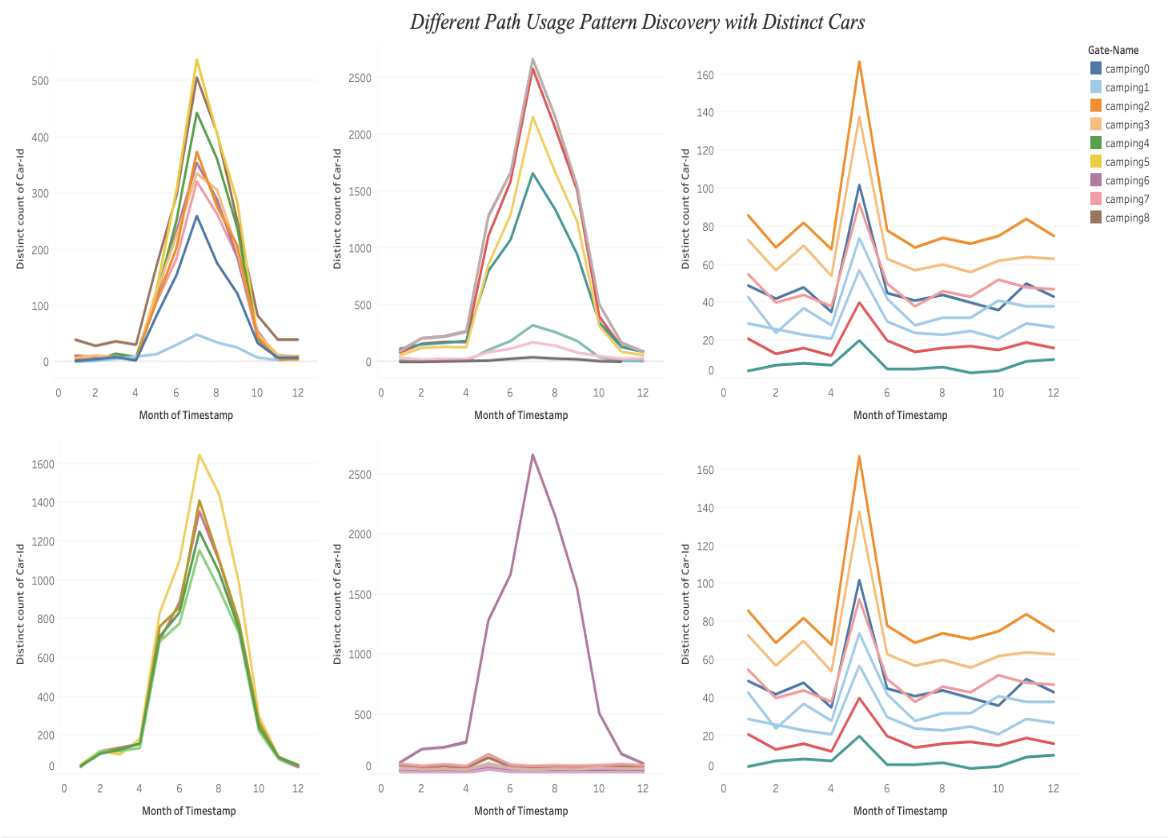 Different Path Usage Pattern Discovery with Distinct Cars
Distinct count of Car-Id
500
400
300
200
100
0
0 2 4 6 8 10 12
Month of Timestamp
Distinct count of Car-Id
2500
2000
1500
1000
500
0
0 2 4 6 8 10 12
Month of Timestamp
Distinct count of Car-Id
160
140
120
100
80
60
40
20
0
0 2 4 6 8 10 12
Month of Timestamp
Gate-Name
camping0
camping1
camping2
camping3
camping4
camping5
camping6
camping7
camping8
Distinct count of Car-Id
1600
1400
1200
1000
800
600
400
200
0
0 2 4 6 8 10 12
Month of Timestamp
Distinct count of Car-Id
2500
2000
1500
1000
500
0
0 2 4 6 8 10 12
Month of Timestamp
Distinct count of Car-Id
160
140
120
100
80
60
40
20
0
0 2 4 6 8 10 12
Month of Timestamp